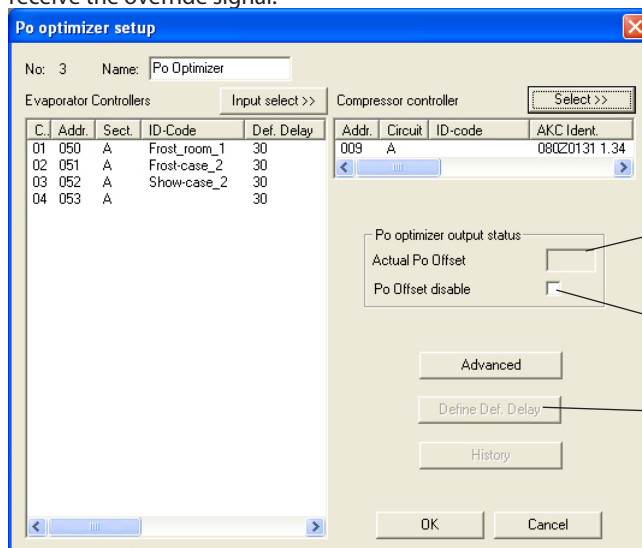 receive the override signal.
Po optimizer setup
No: 3 Name: Po Optimizer
Evaporator Controllers Input select >> Compressor controller Select >>
C.. Addr. Sect. ID-Code Def. Delay
01 050 A Frost_room_1 30
02 051 A Frost-case_2 30
03 052 A Show-case_2 30
04 053 A 30
Addr. Circuit ID-code AKC Ident.
009 A 080Z0131 1.34
Po optimizer output status
Actual Po Offset
Po Offset disable
Advanced
Define Def. Delay
History
OK Cancel